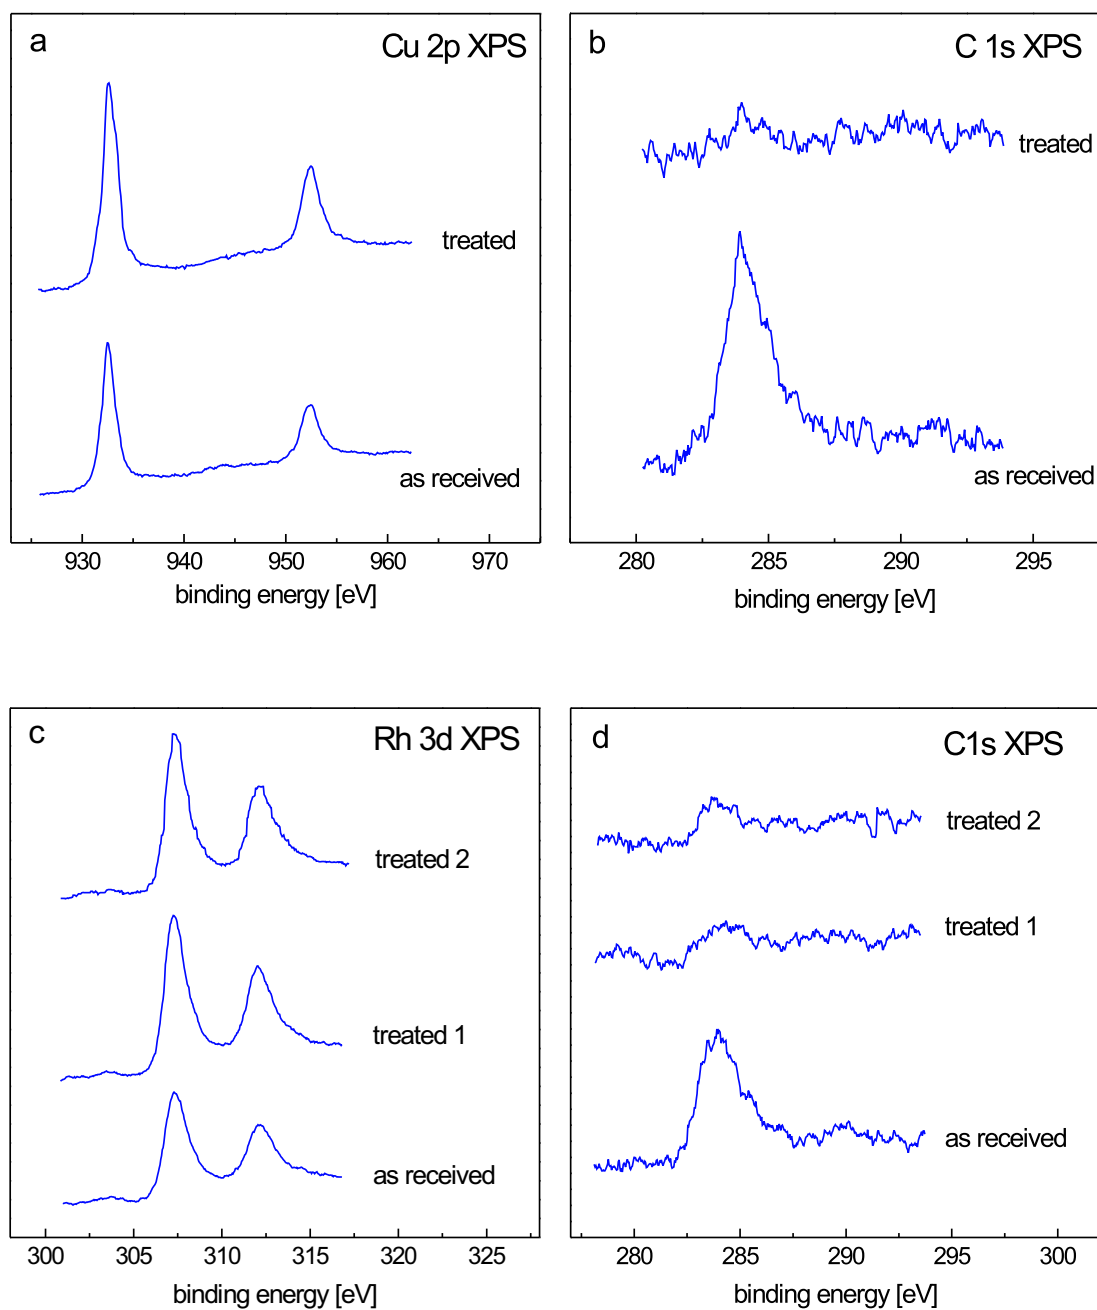 a
Cu 2p XPS
treated
as received
930 940 950 960 970
binding energy [eV]
b
C 1s XPS
treated
as received
280 285 290 295
binding energy [eV]
c
Rh 3d XPS
treated 2
treated 1
as received
300 305 310 315 320 325
binding energy [eV]
d
C1s XPS
treated 2
treated 1
as received
280 285 290 295 300
binding energy [eV]